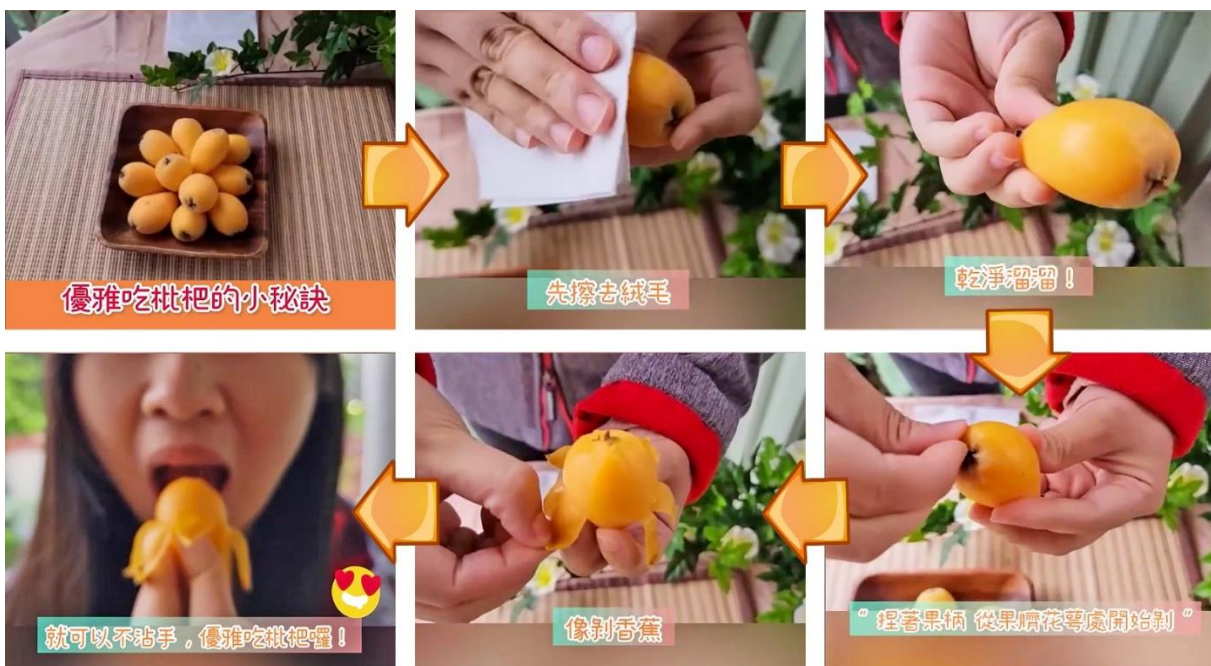 優雅吃枇杷的小秘訣
先擦去絨毛
乾淨溜溜！
“ 捏著果柄 從果臍花萼處開始剝 ”
像剝香蕉
就可以不沾手，優雅吃枇杷囉！